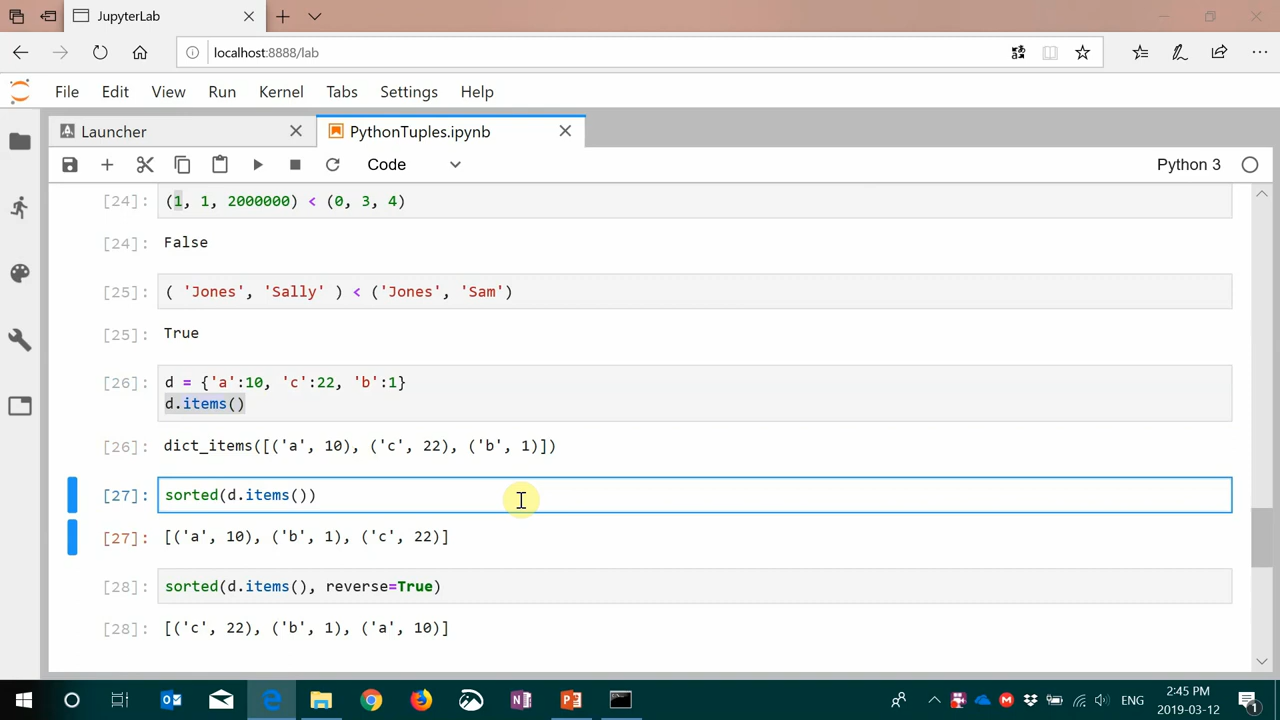 JupyterLab
localhost:8888/lab
File Edit View Run Kernel Tabs Settings Help
Launcher
PythonTuples.ipynb
Code
Python 3
[24]: (1, 1, 2000000) < (0, 3, 4)
[24]: False
[25]: ( 'Jones', 'Sally' ) < ('Jones', 'Sam')
[25]: True
[26]: d = {'a':10, 'c':22, 'b':1}
d.items()
[26]: dict_items([('a', 10), ('c', 22), ('b', 1)])
[27]: sorted(d.items())
[27]: [('a', 10), ('b', 1), ('c', 22)]
[28]: sorted(d.items(), reverse=True)
[28]: [('c', 22), ('b', 1), ('a', 10)]
ENG
2:45 PM
2019-03-12
1